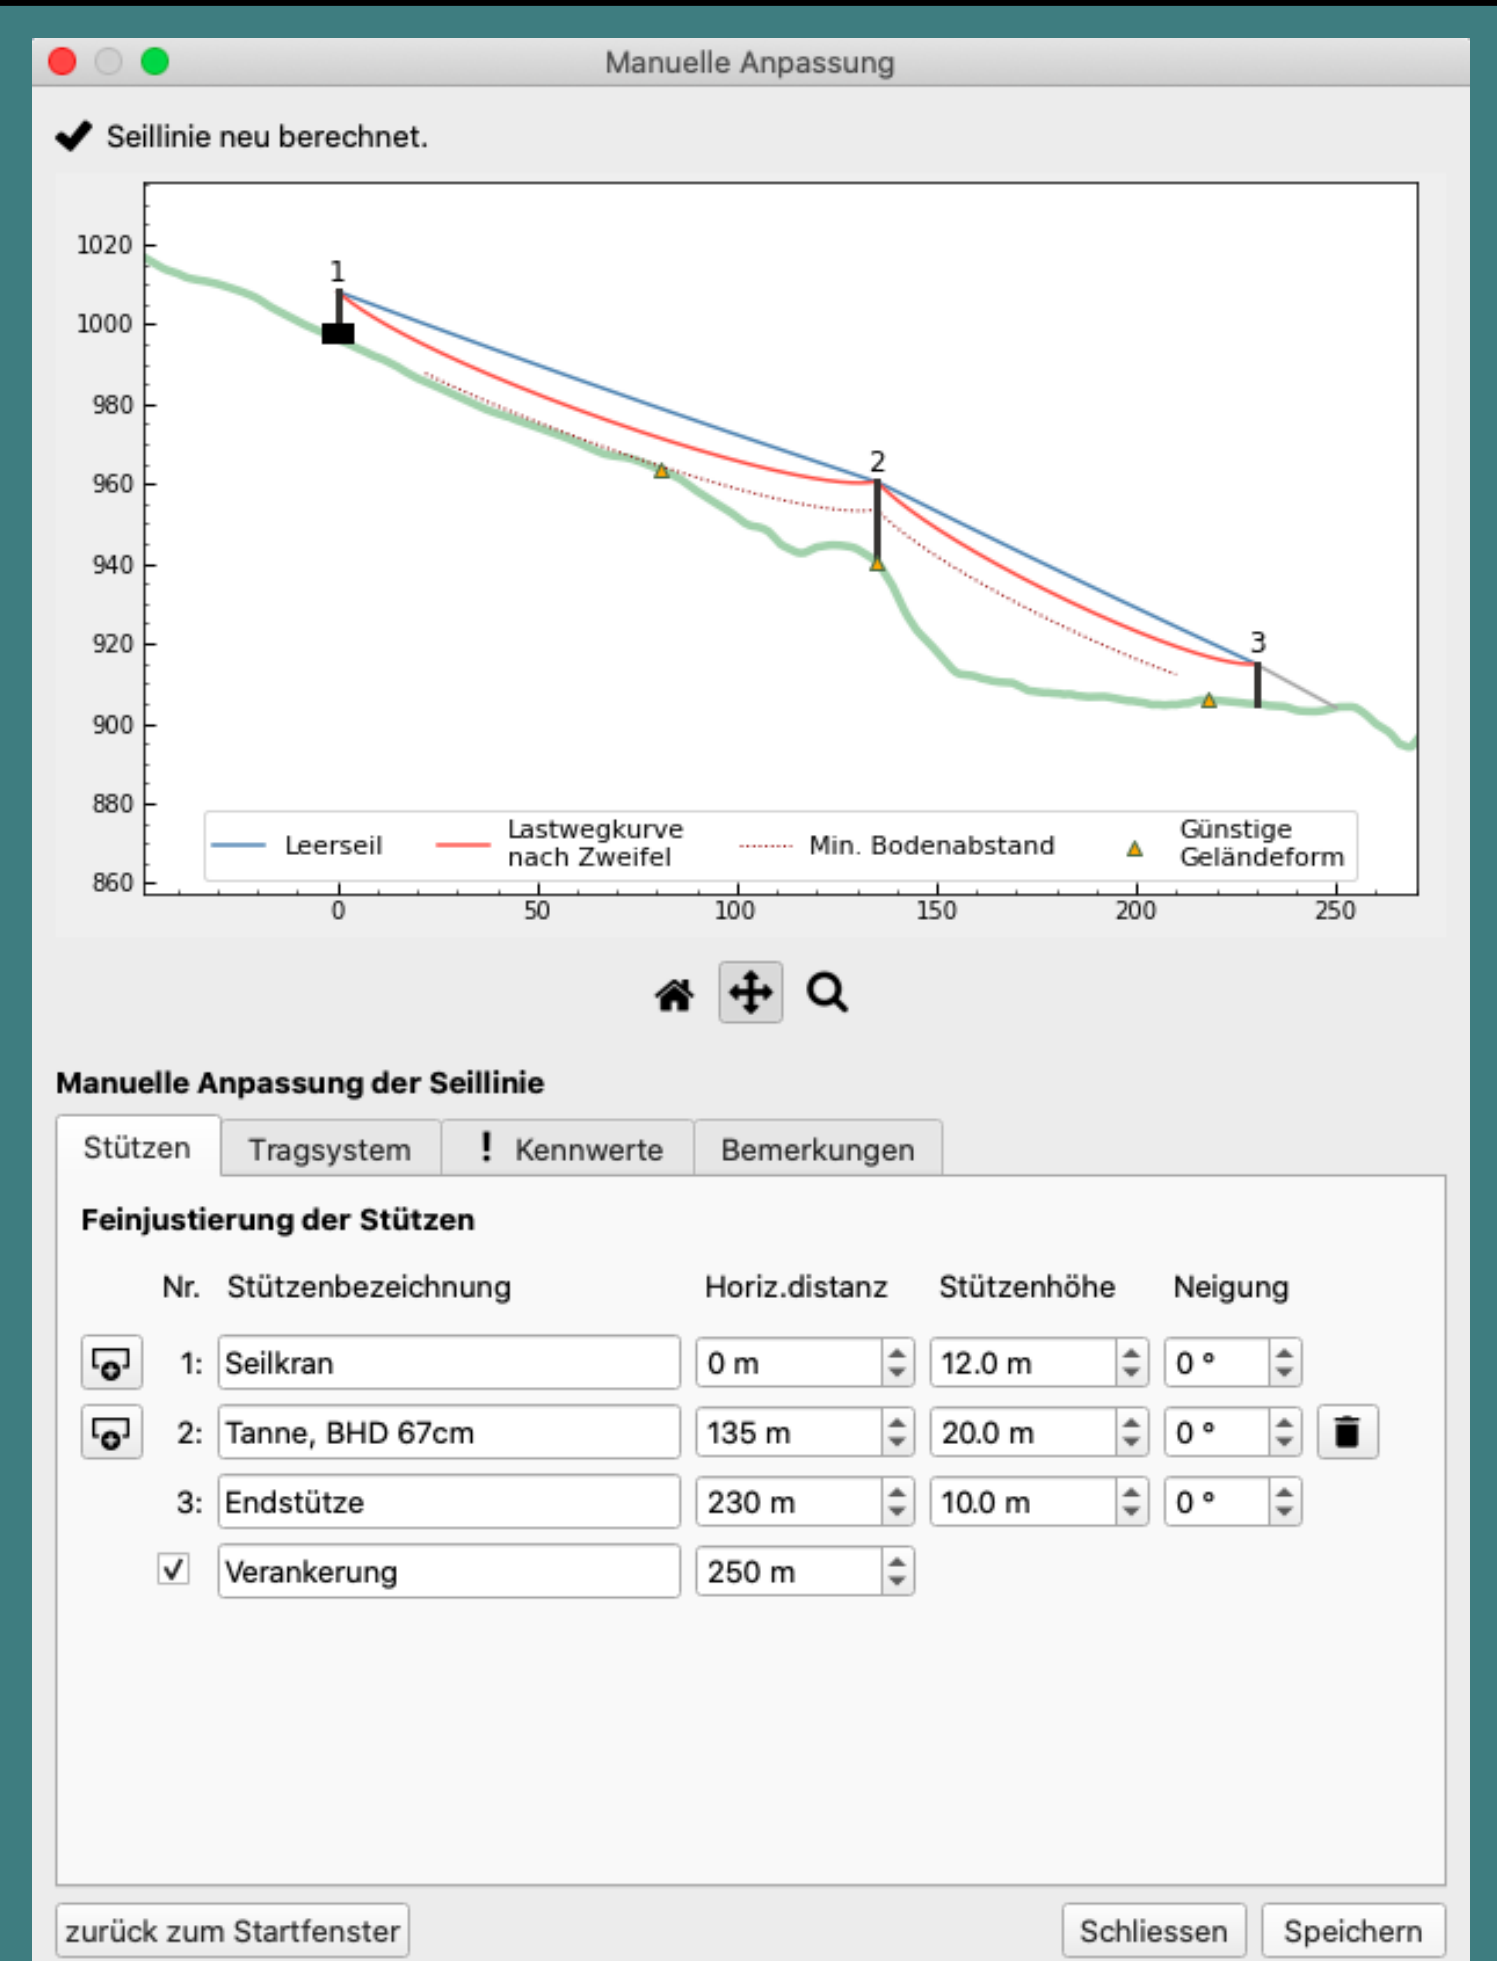 Manuelle Anpassung
Seillinie neu berechnet.
1020
1000
980
960
940
920
900
880
860
1
2
3
Leerseil
Lastwegkurve
nach Zweifel
Min. Bodenabstand
Günstige
Geländeform
0 50 100 150 200 250
Manuelle Anpassung der Seillinie
Stützen Tragsystem ! Kennwerte Bemerkungen
Feinjustierung der Stützen
Nr. Stützenbezeichnung Horiz.distanz Stützenhöhe Neigung
1: Seilkran 0 m 12.0 m 0 °
2: Tanne, BHD 67cm 135 m 20.0 m 0 °
3: Endstütze 230 m 10.0 m 0 °
Verankerung 250 m
zurück zum Startfenster Schliessen Speichern